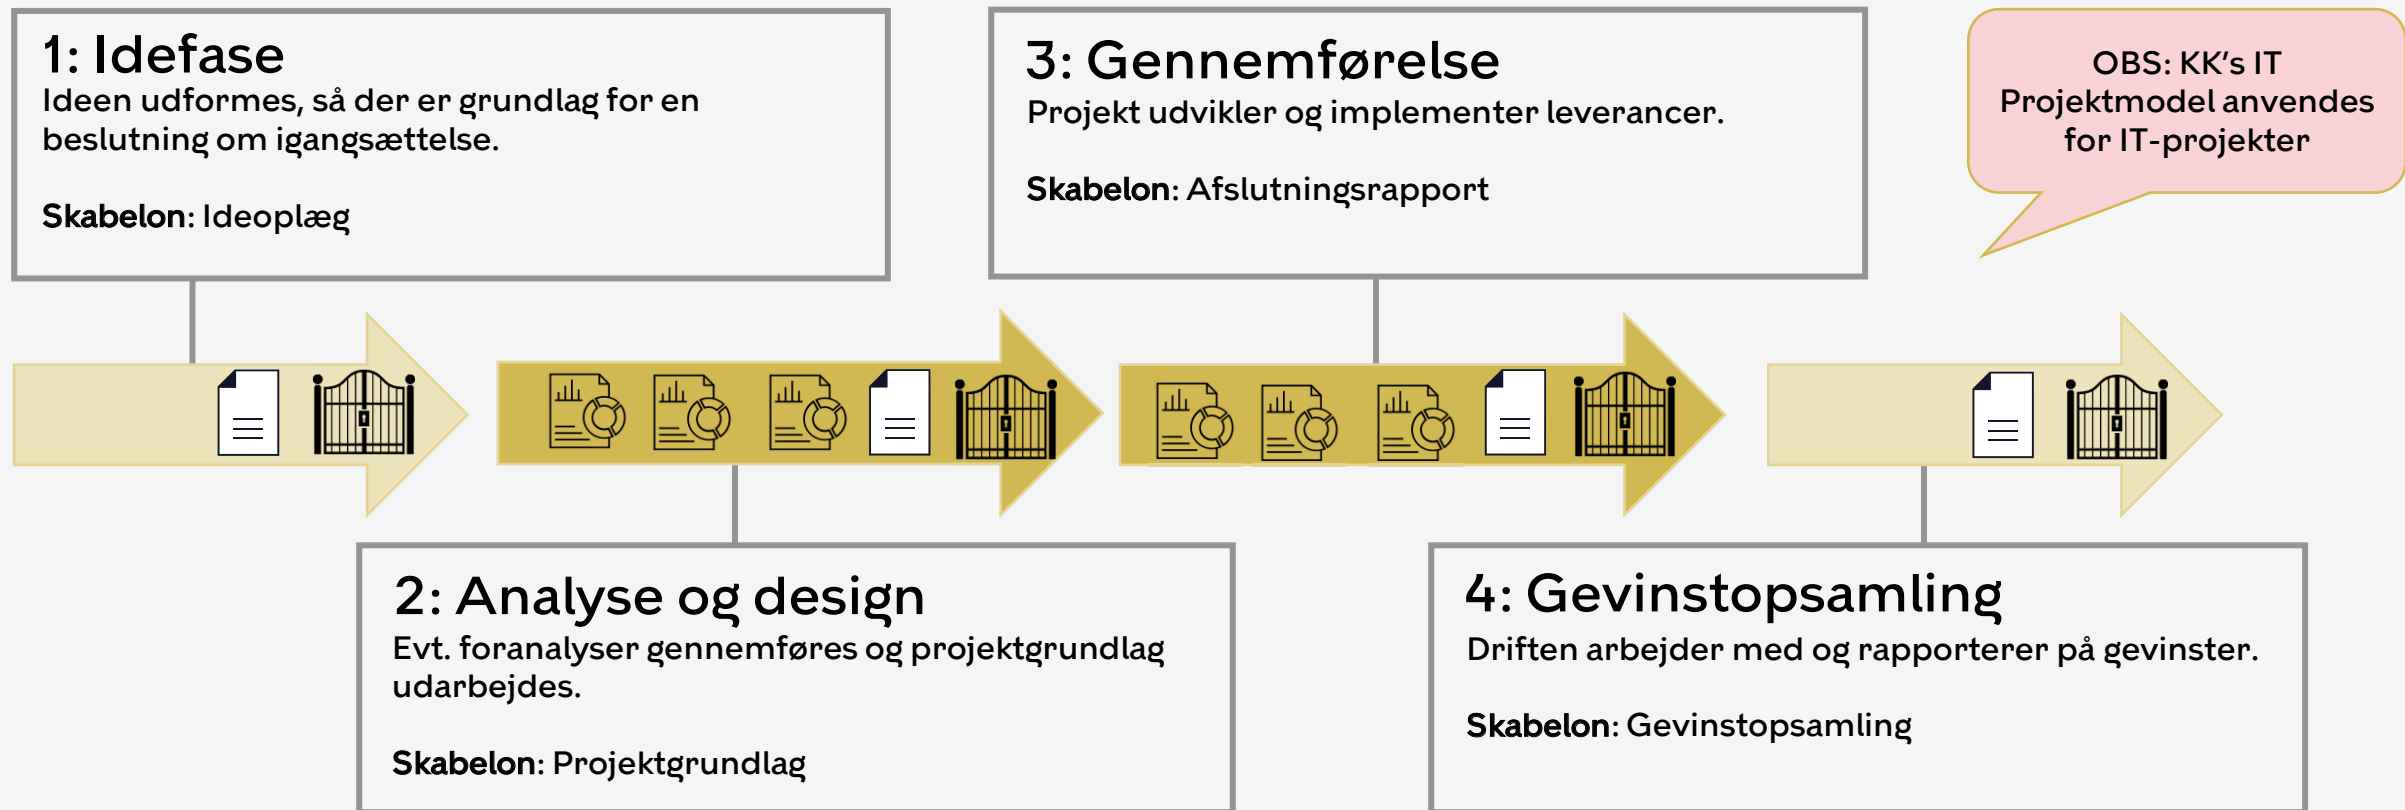 1: Idefase
Ideen udformes, så der er grundlag for en
beslutning om igangsættelse.
Skabelon: Ideoplæg
3: Gennemførelse
Projekt udvikler og implementer leverancer.
Skabelon: Afslutningsrapport
OBS: KK’s IT
Projektmodel anvendes
for IT-projekter
2: Analyse og design
Evt. foranalyser gennemføres og projektgrundlag
udarbejdes.
Skabelon: Projektgrundlag
4: Gevinstopsamling
Driften arbejder med og rapporterer på gevinster.
Skabelon: Gevinstopsamling